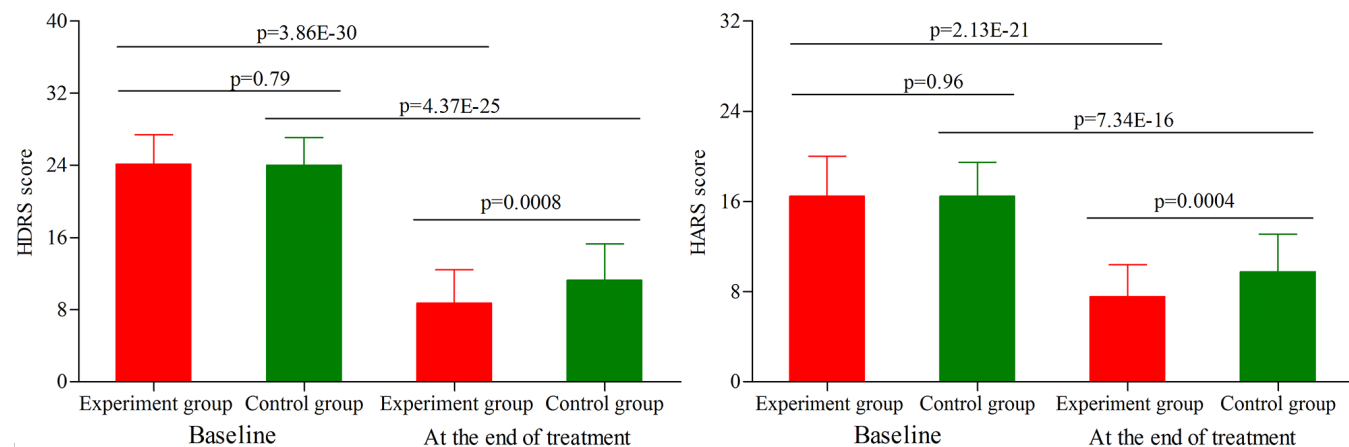 40
32
24
16
8
0
HDRS score
p=3.86E-30
p=0.79
p=4.37E-25
p=0.0008
Experiment group Control group Experiment group Control group
Baseline At the end of treatment
32
24
16
8
0
HARS score
p=2.13E-21
p=0.96
p=7.34E-16
p=0.0004
Experiment group Control group Experiment group Control group
Baseline At the end of treatment